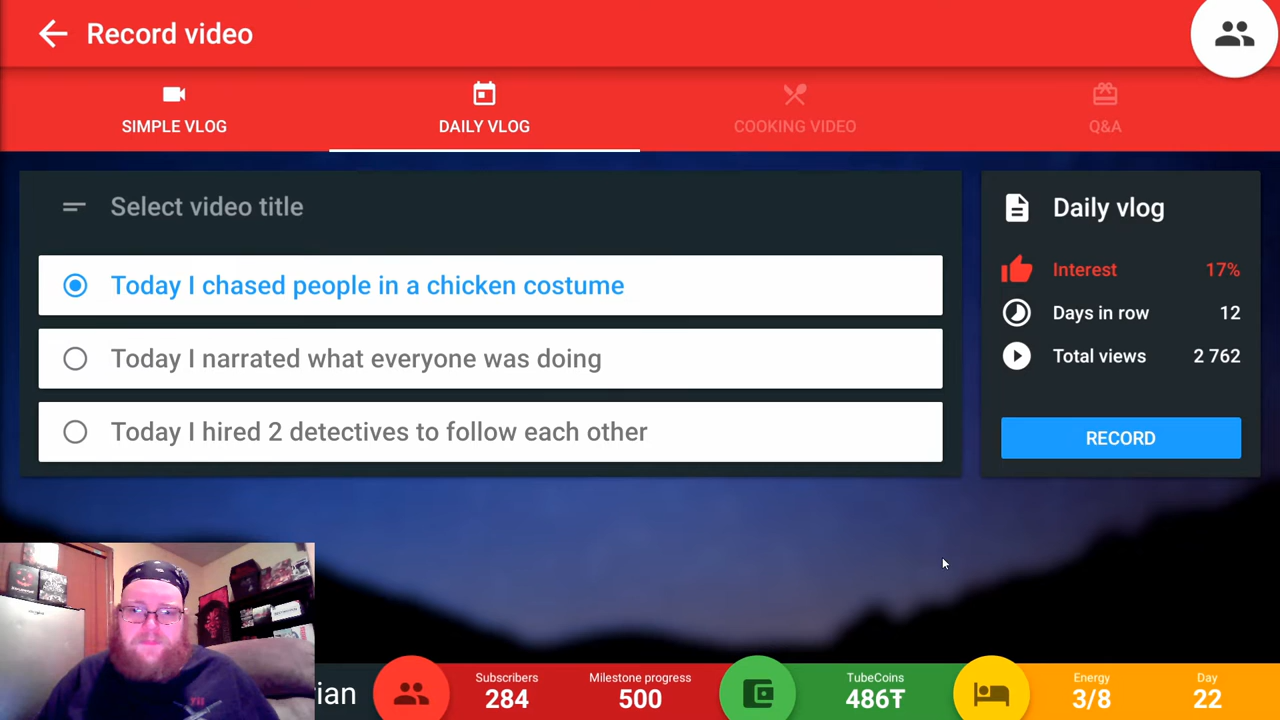 Record video
SIMPLE VLOG
DAILY VLOG
COOKING VIDEO
Q&A
Select video title
Today I chased people in a chicken costume
Today I narrated what everyone was doing
Today I hired 2 detectives to follow each other
Daily vlog
Interest 17%
Days in row 12
Total views 2 762
RECORD
ian
Subscribers
284
Milestone progress
500
TubeCoins
486Ŧ
Energy
3/8
Day
22